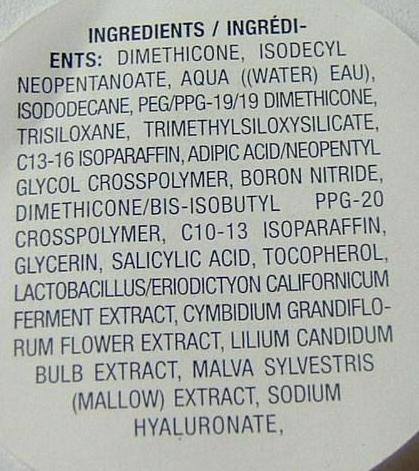 INGREDIENTS / INGRÉDI-
ENTS: DIMETHICONE, ISODECYL
NEOPENTANOATE, AQUA ((WATER) EAU),
ISODODECANE, PEG/PPG-19/19 DIMETHICONE,
TRISILOXANE, TRIMETHYLSILOXYSILICATE,
C13-16 ISOPARAFFIN, ADIPIC ACID/NEOPENTYL
GLYCOL CROSSPOLYMER, BORON NITRIDE,
DIMETHICONE/BIS-ISOBUTYL PPG-20
CROSSPOLYMER, C10-13 ISOPARAFFIN,
GLYCERIN, SALICYLIC ACID, TOCOPHEROL,
LACTOBACILLUS/ERIODICTYON CALIFORNICUM
FERMENT EXTRACT, CYMBIDIUM GRANDIFLO-
RUM FLOWER EXTRACT, LILIUM CANDIDUM
BULB EXTRACT, MALVA SYLVESTRIS
(MALLOW) EXTRACT, SODIUM
HYALURONATE,